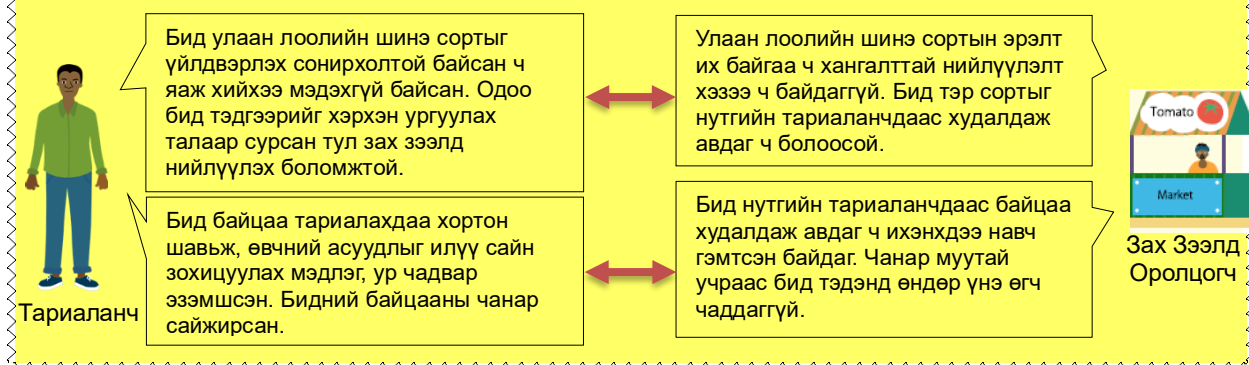 Бид улаан лоолийн шинэ сортыг
үйлдвэрлэх сонирхолтой байсан ч
яаж хийхээ мэдэхгүй байсан. Одоо
бид тэдгээрийг хэрхэн ургуулах
талаар сурсан тул зах зээлд
нийлүүлэх боломжтой.
Улаан лоолийн шинэ сортын эрэлт
их байгаа ч хангалттай нийлүүлэлт
хэзээ ч байдаггүй. Бид тэр сортыг
нутгийн тариаланчдаас худалдаж
авдаг ч болоосой.
Tomato
Market
Бид байцаа тариалахдаа хортон
шавьж, өвчний асуудлыг илүү сайн
зохицуулах мэдлэг, ур чадвар
эзэмшсэн. Бидний байцааны чанар
сайжирсан.
Бид нутгийн тариаланчдаас байцаа
худалдаж авдаг ч ихэнхдээ навч
гэмтсэн байдаг. Чанар муутай
учраас бид тэдэнд өндөр үнэ өгч
чаддаггүй.
Тариаланч
Зах Зээлд
Оролцогч